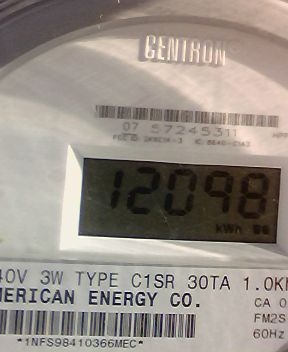 CENTRON
07 57245311
12098
kWh
40V 3W TYPE C1SR 30TA 1.0K
MERICAN ENERGY CO.
CA 0
FM2S
60Hz
*1NFS98410366MEC*